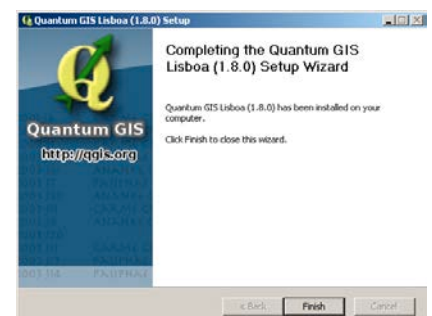 Quantum GIS Lisboa (1.8.0) Setup
Completing the Quantum GIS
Lisboa (1.8.0) Setup Wizard
Quantum GIS Lisboa (1.8.0) has been installed on your
computer.
Click Finish to close this wizard.
Quantum GIS
http://qgis.org
< Back
Finish
Cancel